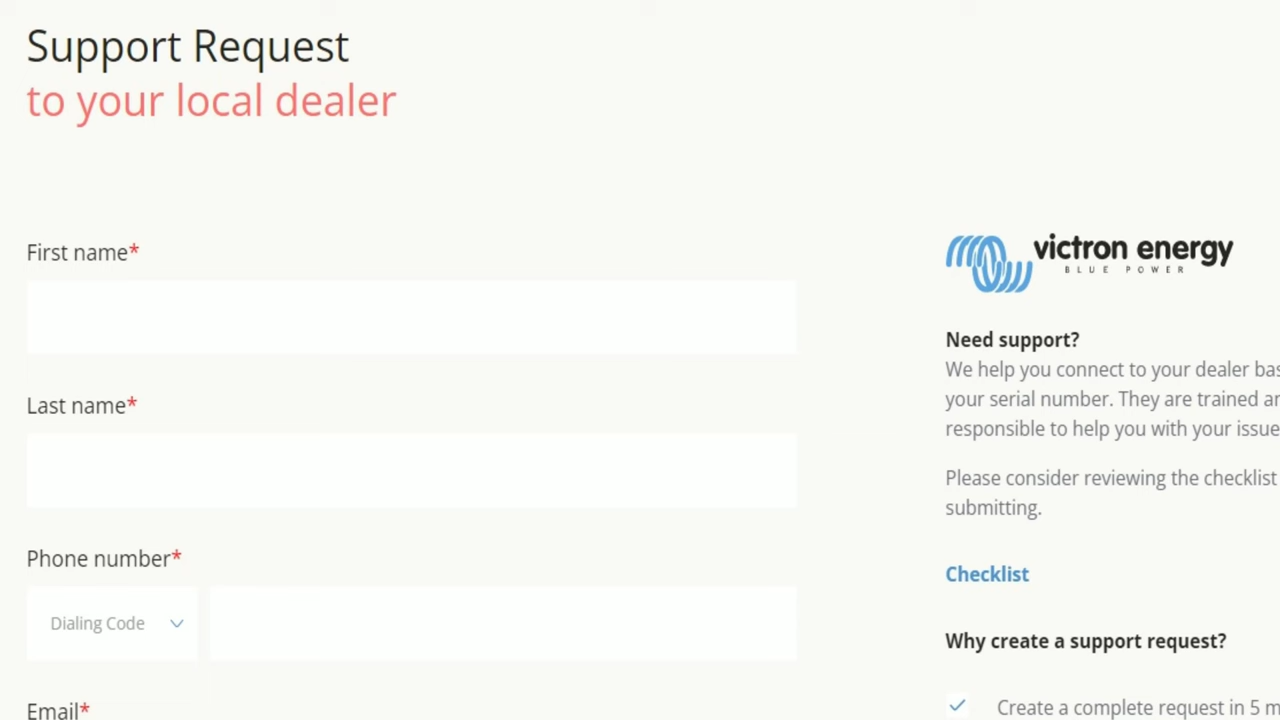 Support Request
to your local dealer
First name*
Last name*
Phone number*
Dialing Code
Email*
victron energy
BLUE POWER
Need support?
We help you connect to your dealer bas
your serial number. They are trained ar
responsible to help you with your issue
Please consider reviewing the checklist
submitting.
Checklist
Why create a support request?
Create a complete request in 5 m